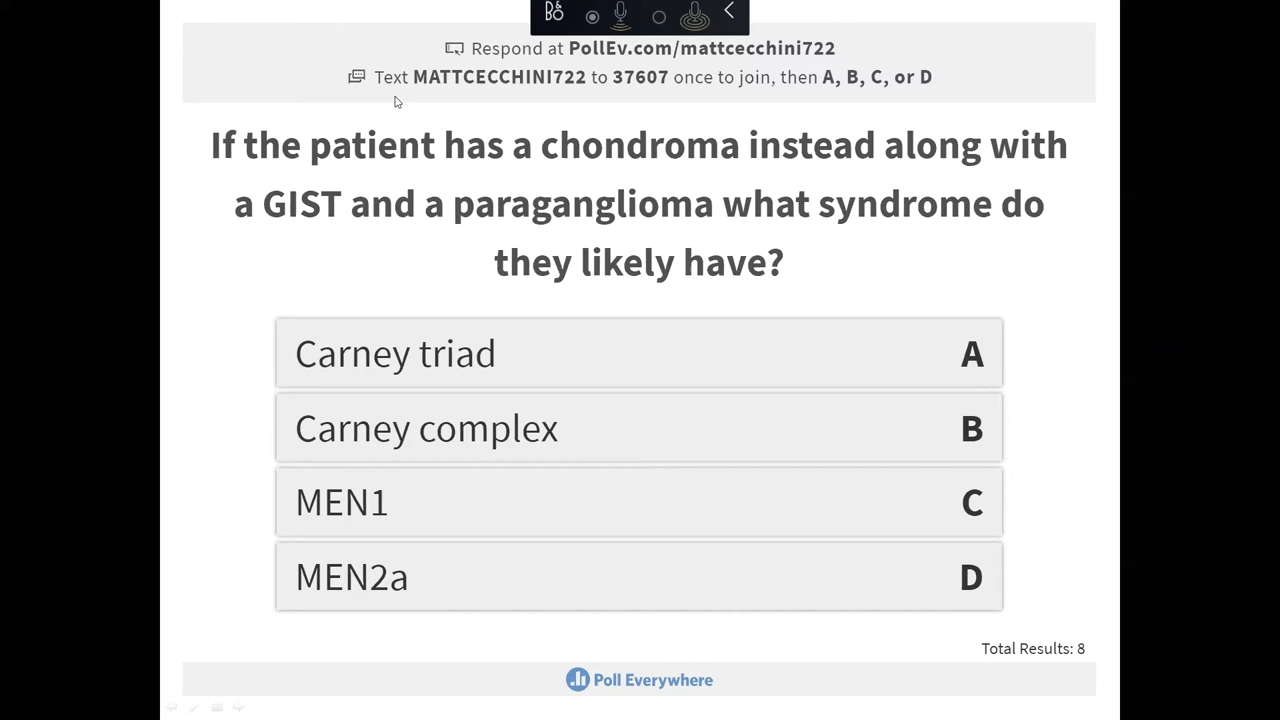 B&O
Respond at PollEv.com/mattcecchini722
Text MATTCECCHINI722 to 37607 once to join, then A, B, C, or D
If the patient has a chondroma instead along with
a GIST and a paraganglioma what syndrome do
they likely have?
Carney triad A
Carney complex B
MEN1 C
MEN2a D
Total Results: 8
Poll Everywhere